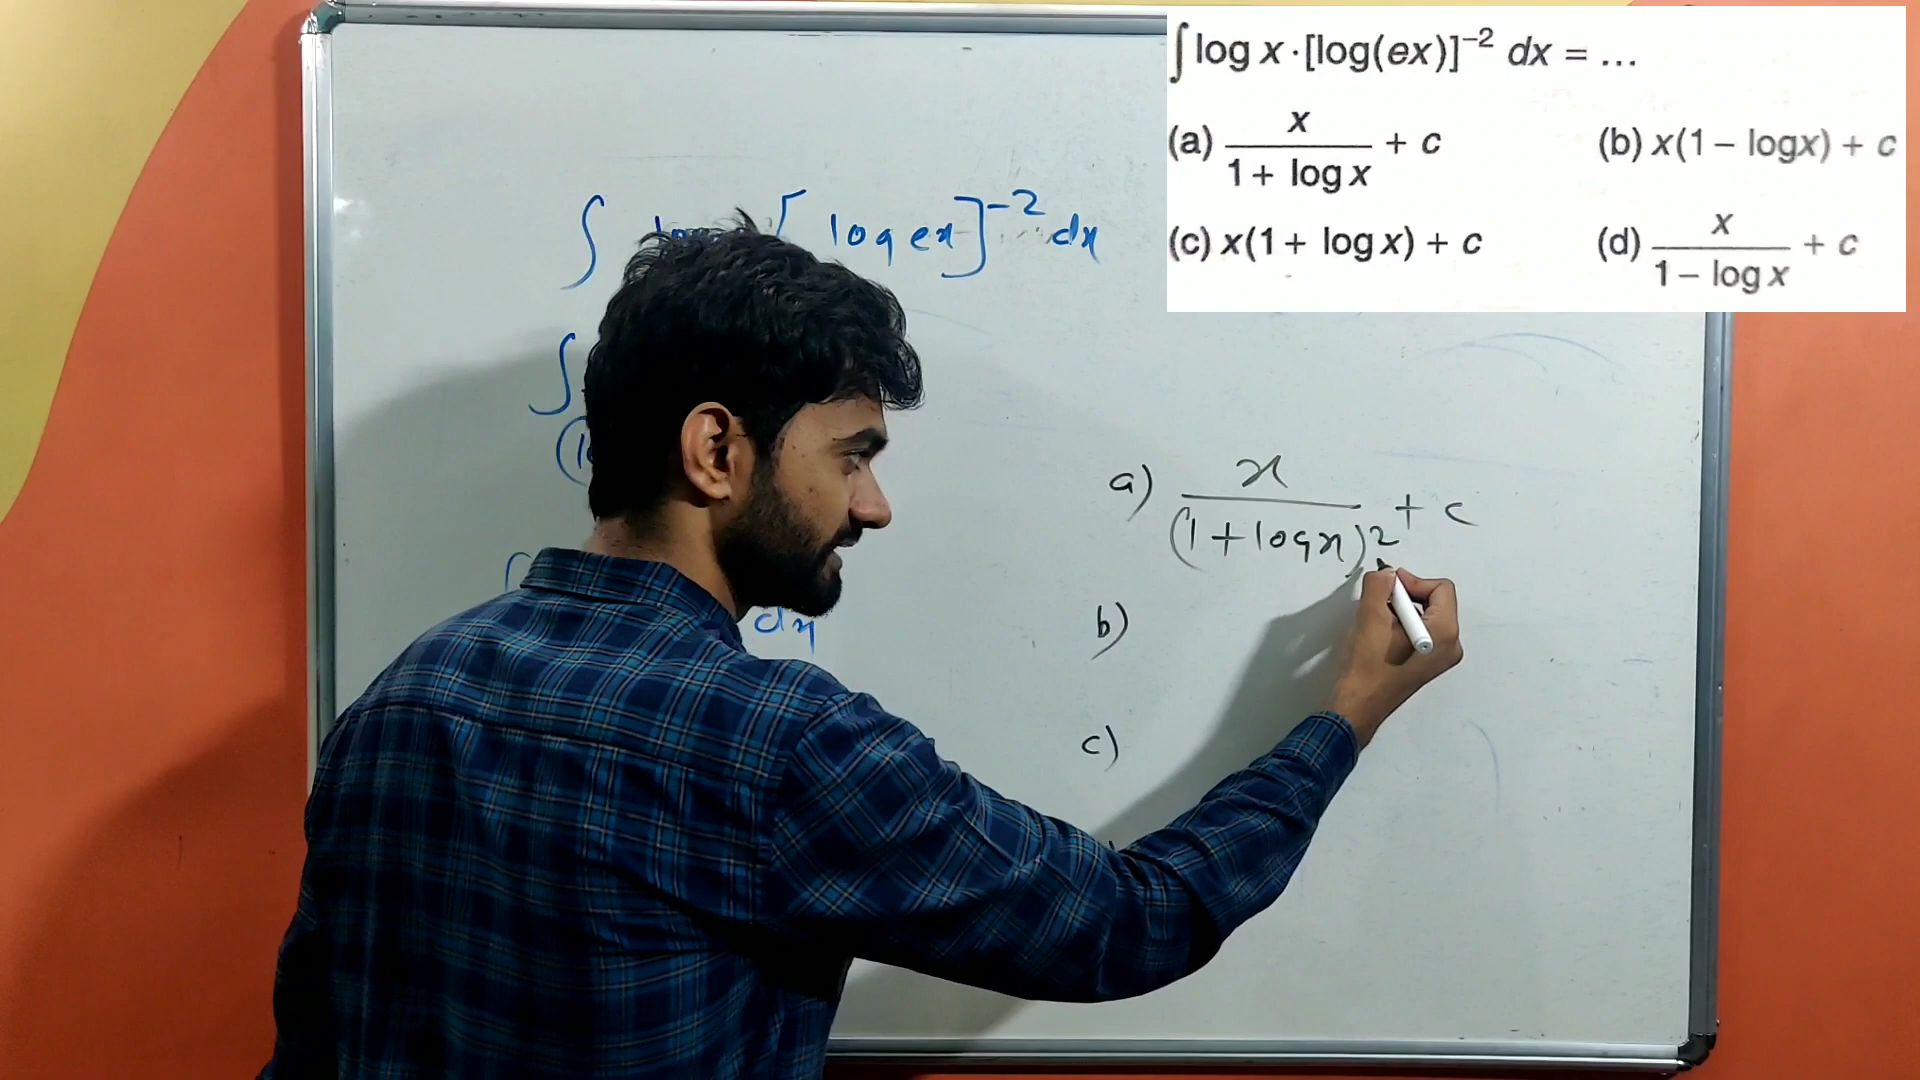 ∫ log x · [log(ex)]⁻² dx = ...
(a) x / (1 + log x) + c (b) x(1 – logx) + c
(c) x(1 + log x) + c (d) x / (1 – log x) + c
∫ [ log ex ]⁻² dx
∫
dx
a) x / (1 + log x)² + c
b)
c)